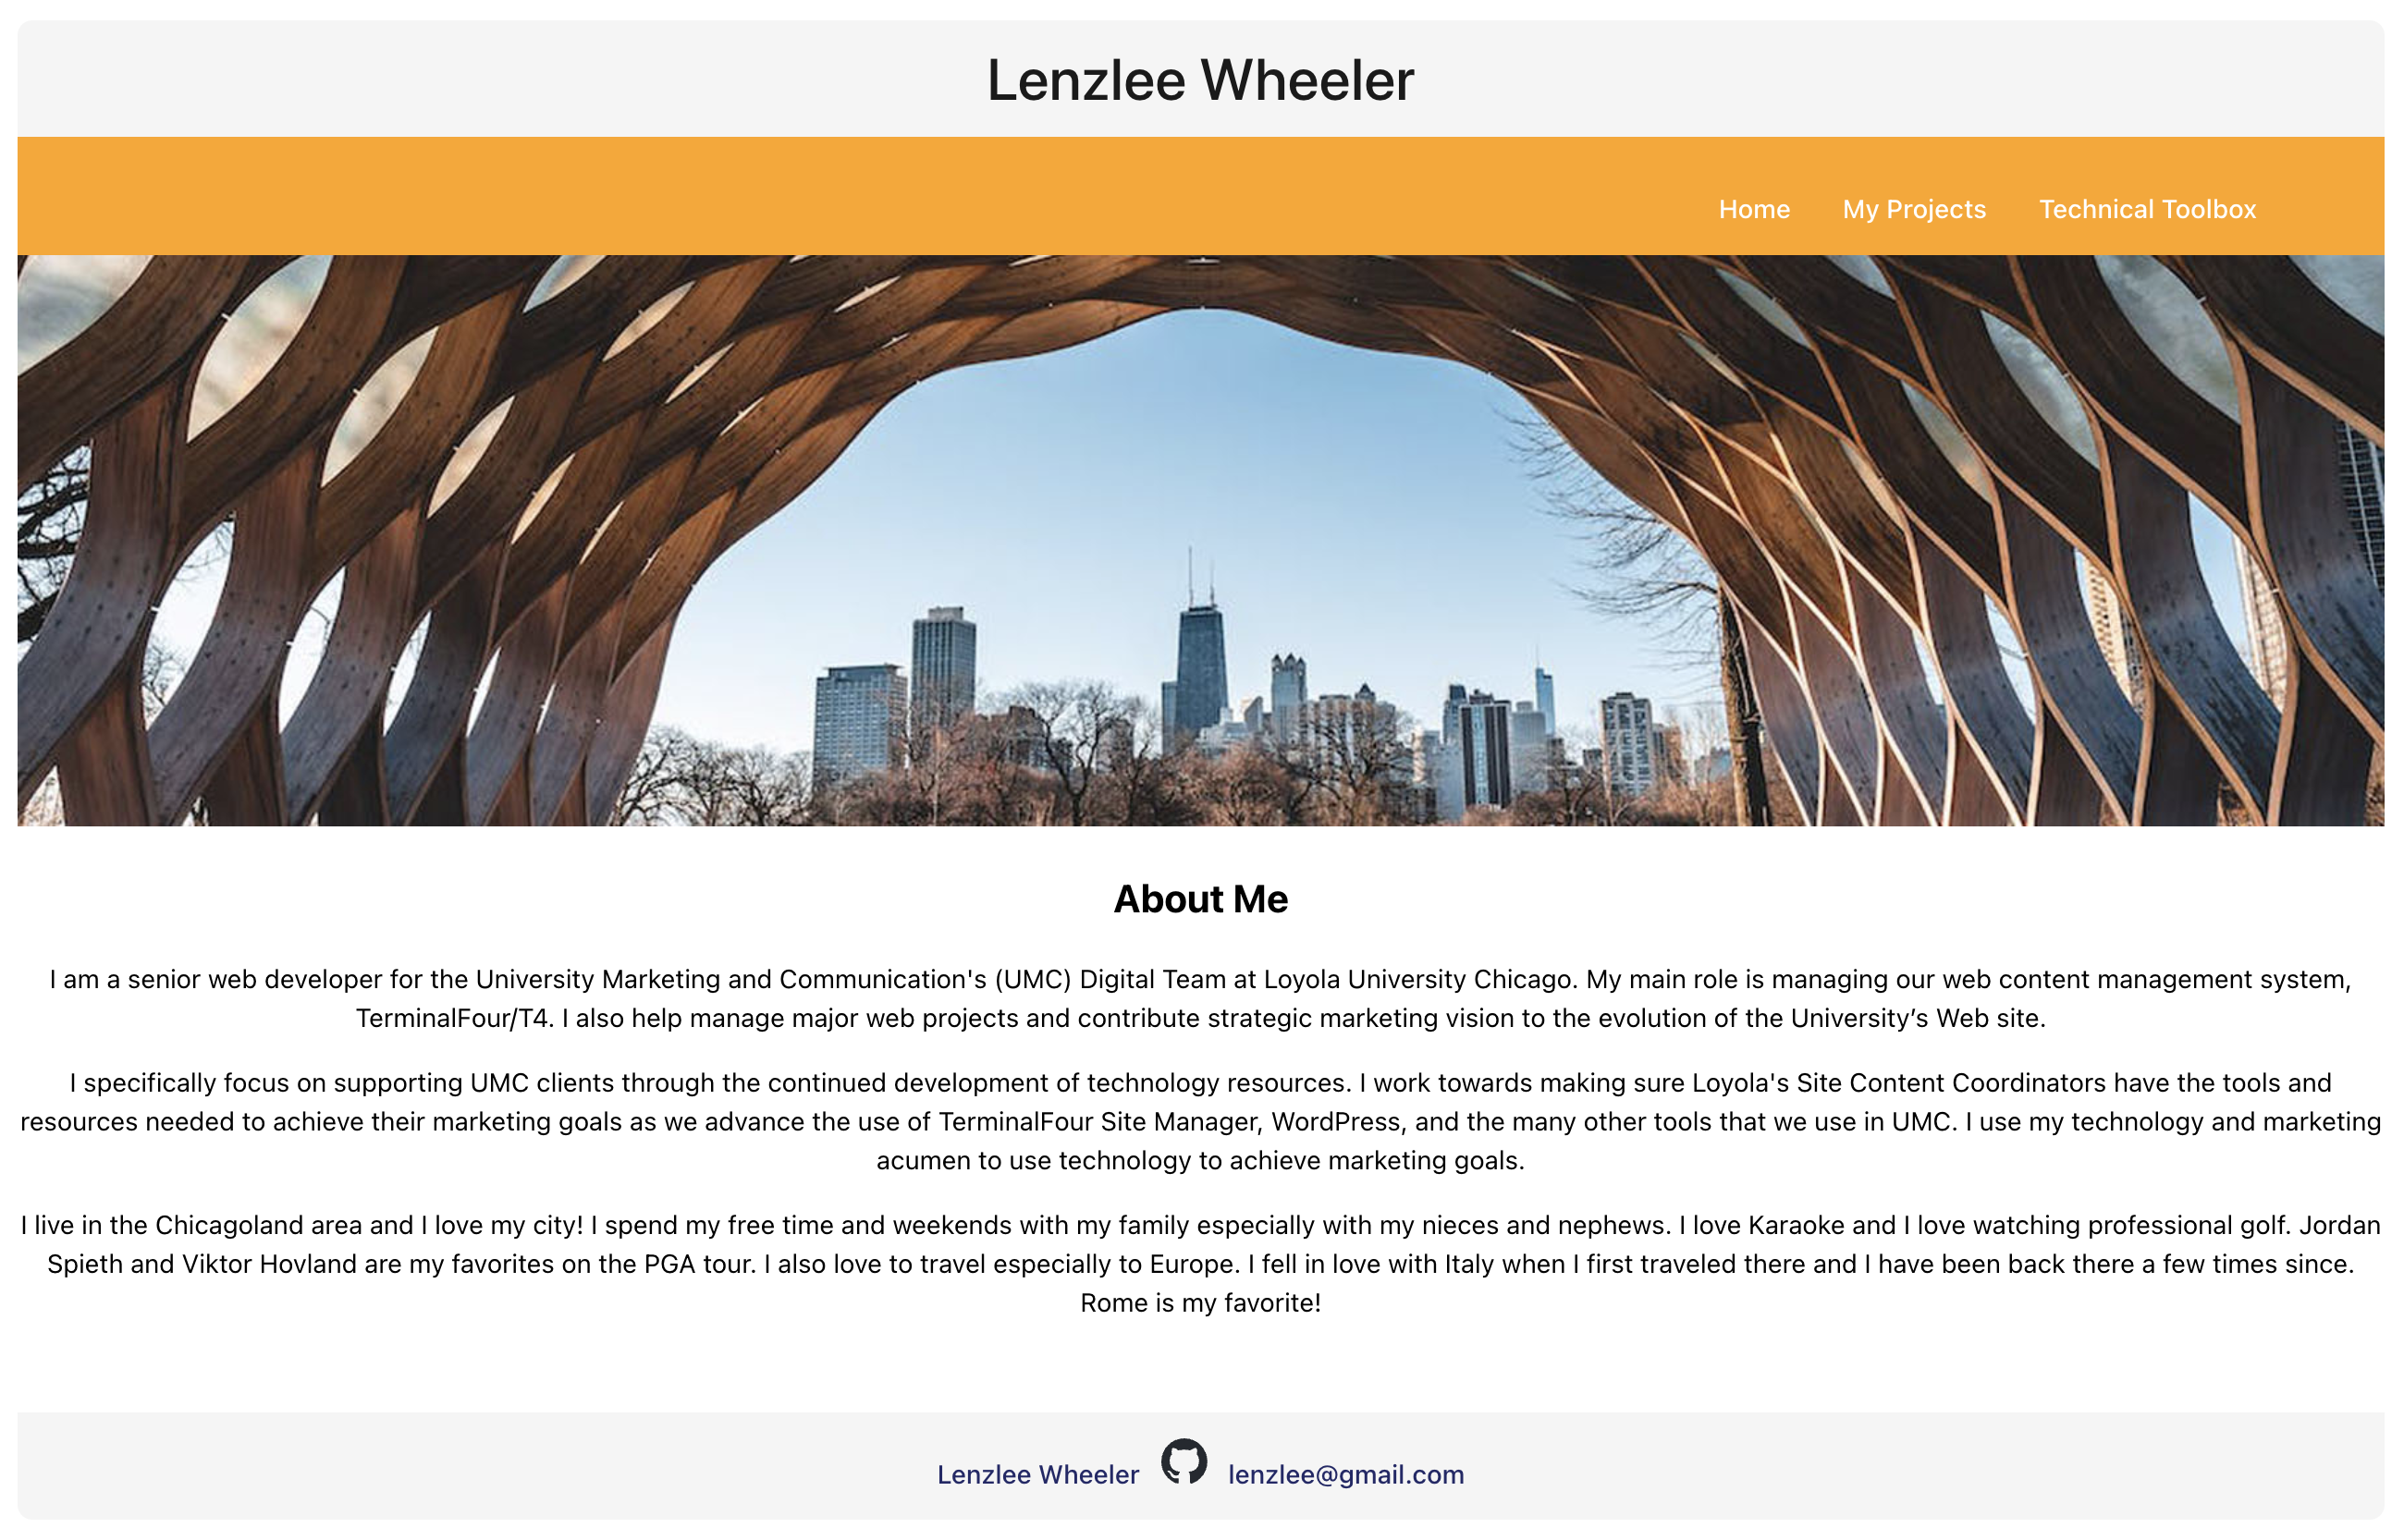 Lenzlee Wheeler
Home My Projects Technical Toolbox
About Me
I am a senior web developer for the University Marketing and Communication's (UMC) Digital Team at Loyola University Chicago. My main role is managing our web content management system,
TerminalFour/T4. I also help manage major web projects and contribute strategic marketing vision to the evolution of the University’s Web site.
I specifically focus on supporting UMC clients through the continued development of technology resources. I work towards making sure Loyola's Site Content Coordinators have the tools and
resources needed to achieve their marketing goals as we advance the use of TerminalFour Site Manager, WordPress, and the many other tools that we use in UMC. I use my technology and marketing
acumen to use technology to achieve marketing goals.
I live in the Chicagoland area and I love my city! I spend my free time and weekends with my family especially with my nieces and nephews. I love Karaoke and I love watching professional golf. Jordan
Spieth and Viktor Hovland are my favorites on the PGA tour. I also love to travel especially to Europe. I fell in love with Italy when I first traveled there and I have been back there a few times since.
Rome is my favorite!
Lenzlee Wheeler lenzlee@gmail.com